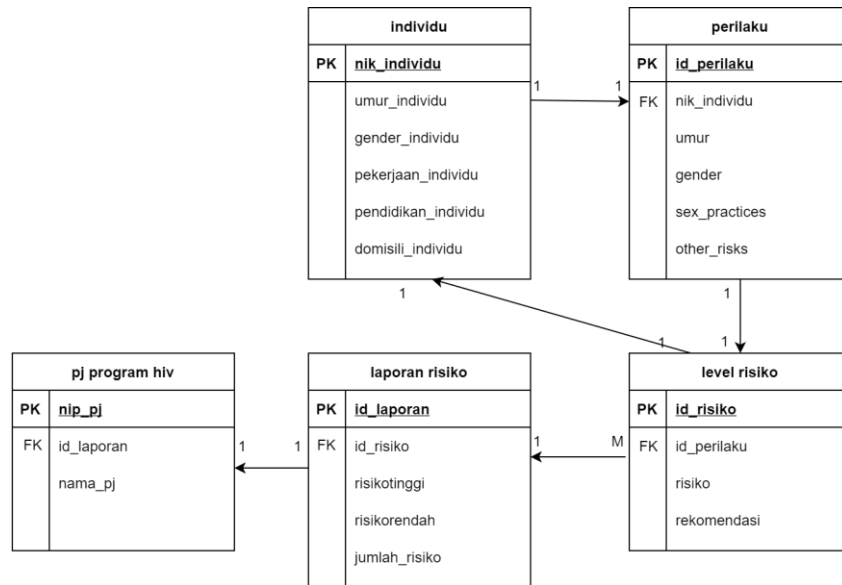 individu
PK nik_individu
umur_individu
gender_individu
pekerjaan_individu
pendidikan_individu
domisili_individu
1 1
perilaku
PK id_perilaku
FK nik_individu
umur
gender
sex_practices
other_risks
1
1
1
1
pj program hiv
PK nip_pj
FK id_laporan
nama_pj
1 1
laporan risiko
PK id_laporan
FK id_risiko
risikotinggi
risikorendah
jumlah_risiko
1 M
level risiko
PK id_risiko
FK id_perilaku
risiko
rekomendasi